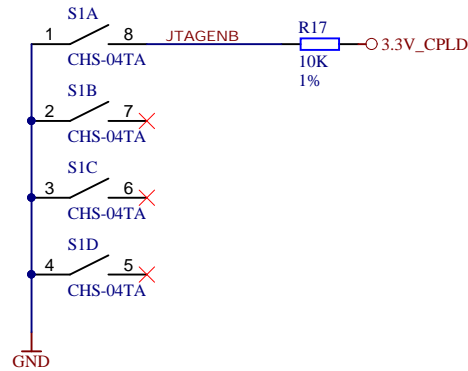 S1A
1 8 JTAGENB R17 3.3V_CPLD
CHS-04TA 10K
1%
S1B
2 7
CHS-04TA
S1C
3 6
CHS-04TA
S1D
4 5
CHS-04TA
GND